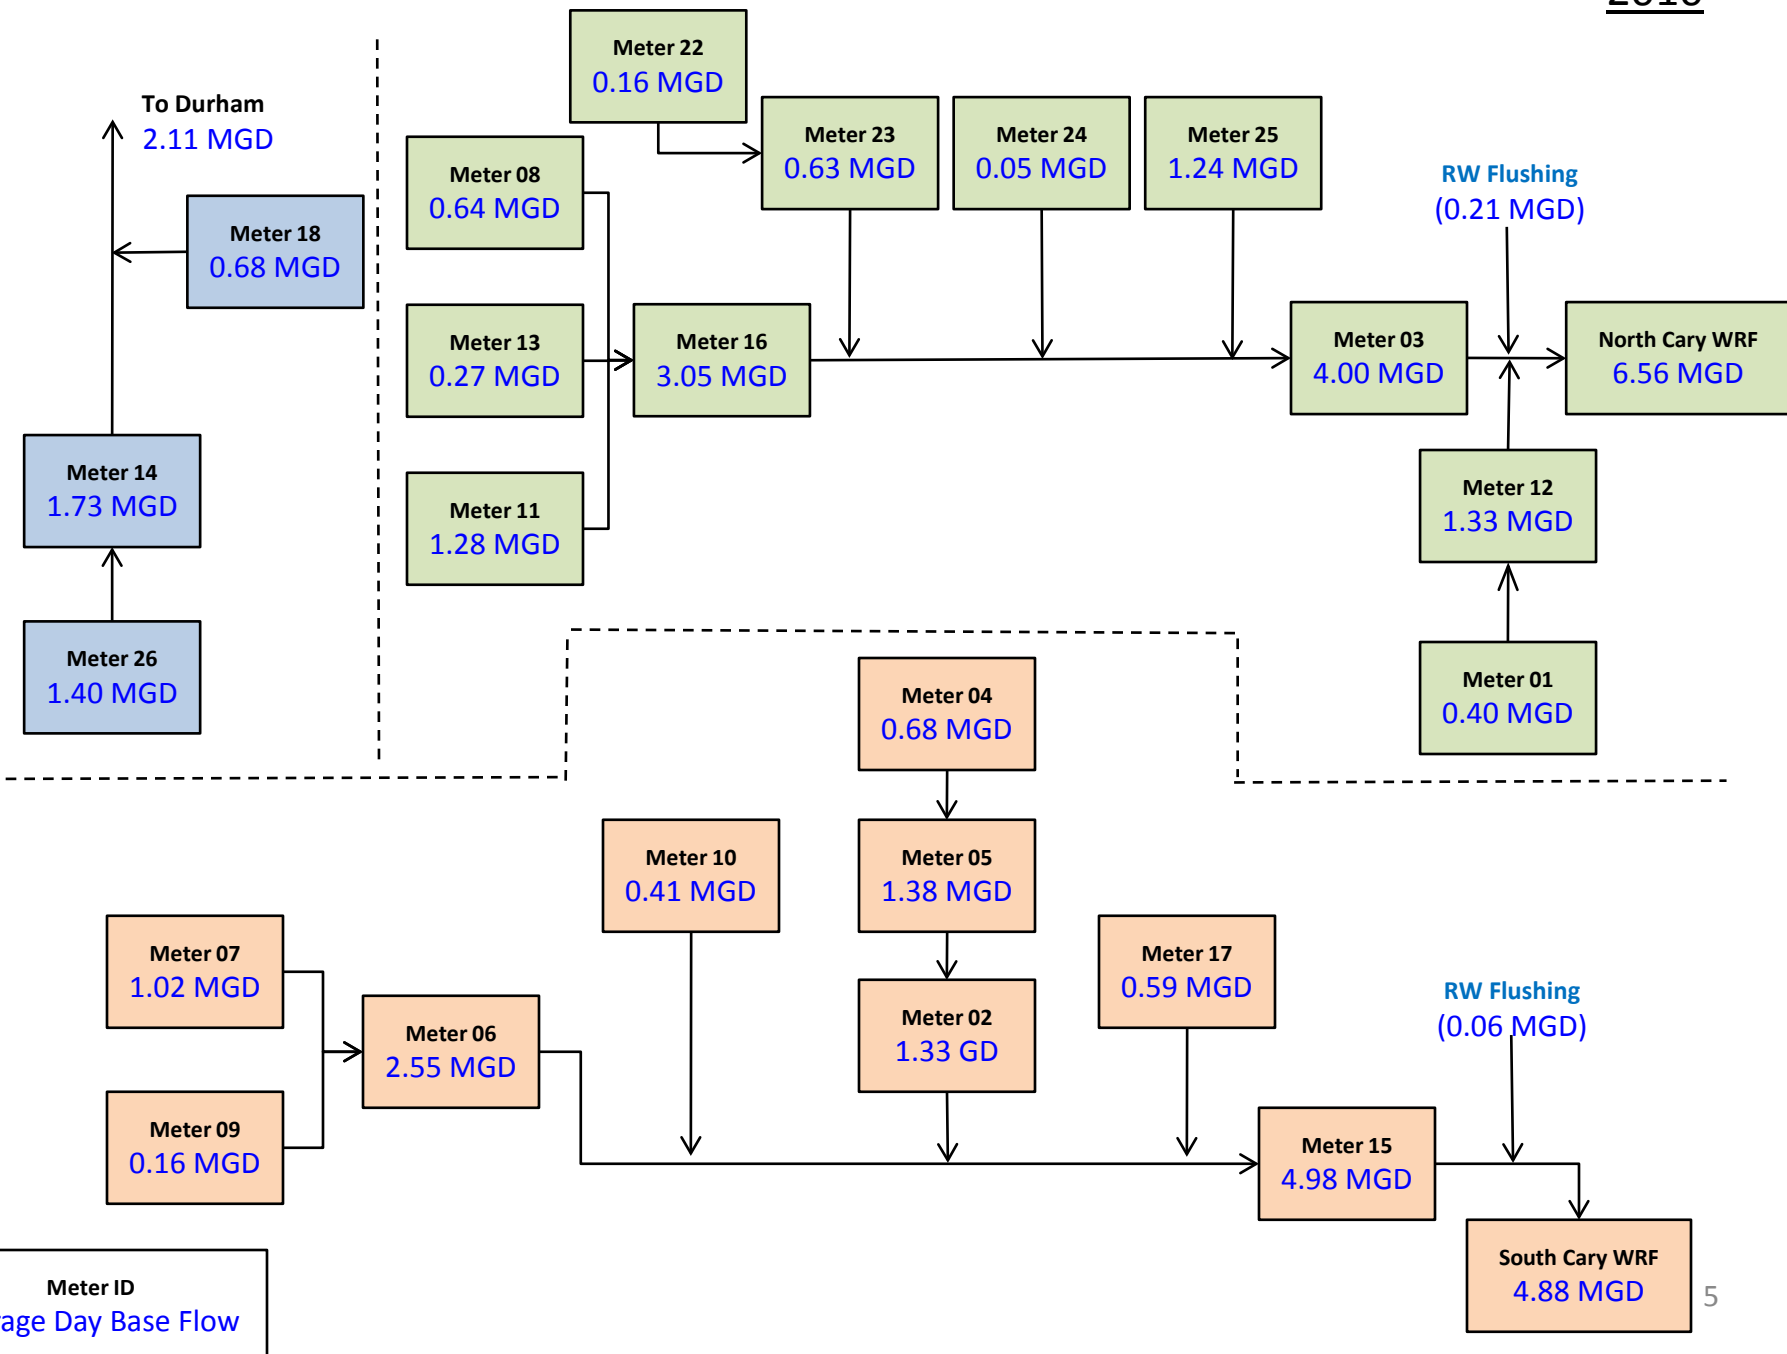 Meter 22
0.16 MGD
To Durham
2.11 MGD
Meter 23
0.63 MGD
Meter 24
0.05 MGD
Meter 25
1.24 MGD
Meter 08
0.64 MGD
RW Flushing
(0.21 MGD)
Meter 18
0.68 MGD
Meter 13
0.27 MGD
Meter 16
3.05 MGD
Meter 03
4.00 MGD
North Cary WRF
6.56 MGD
Meter 14
1.73 MGD
Meter 11
1.28 MGD
Meter 12
1.33 MGD
Meter 26
1.40 MGD
Meter 04
0.68 MGD
Meter 01
0.40 MGD
Meter 10
0.41 MGD
Meter 05
1.38 MGD
Meter 07
1.02 MGD
Meter 17
0.59 MGD
Meter 06
2.55 MGD
Meter 02
1.33 GD
RW Flushing
(0.06 MGD)
Meter 09
0.16 MGD
Meter 15
4.98 MGD
South Cary WRF
4.88 MGD
Meter ID
rage Day Base Flow
5